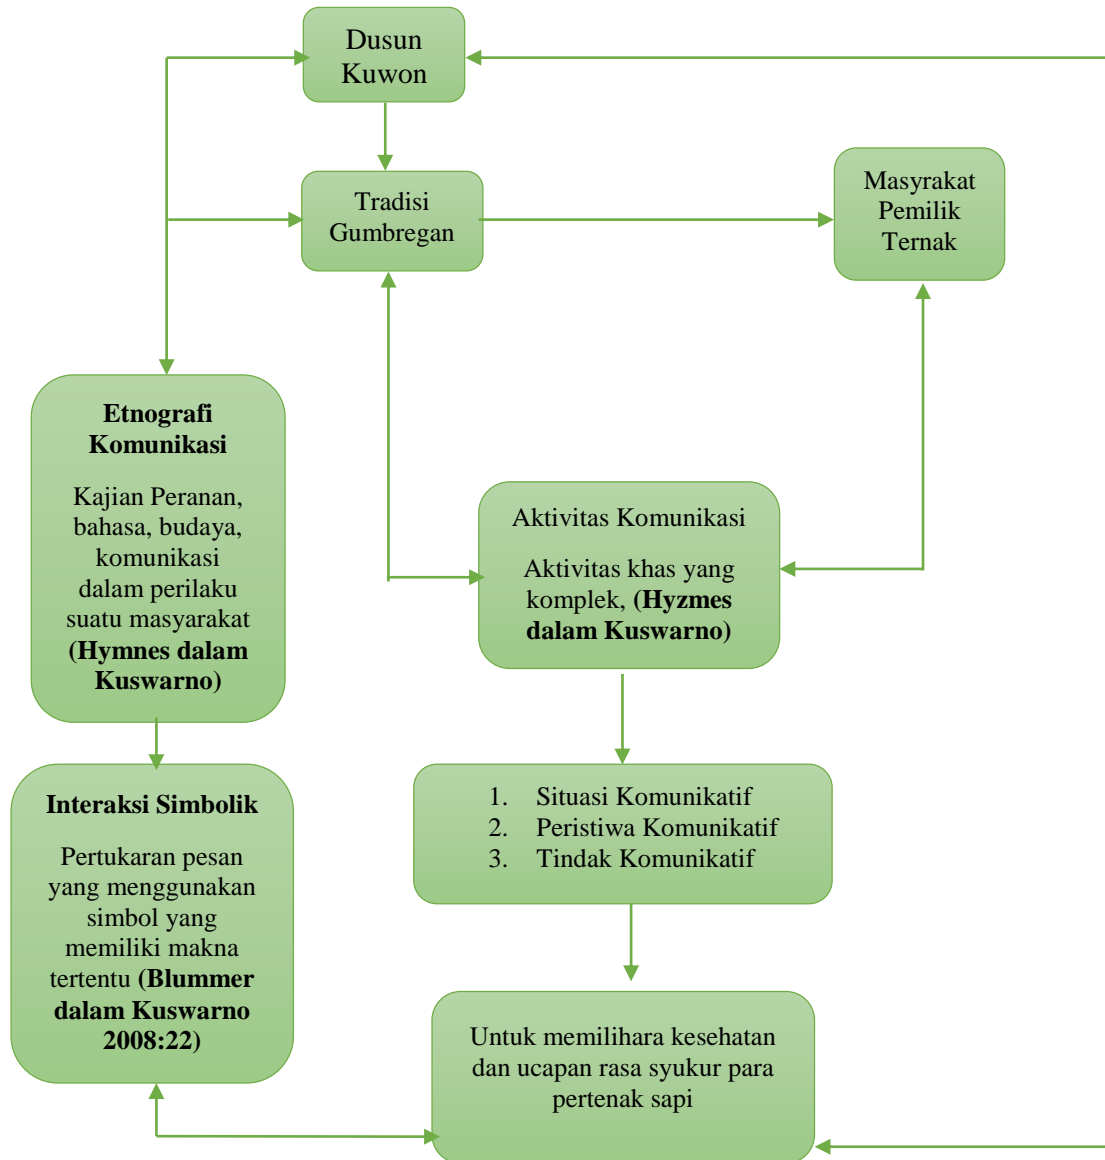 Dusun
Kuwon
Tradisi
Gumbregan
Masyrakat
Pemilik
Ternak
Etnografi
Komunikasi
Kajian Peranan,
bahasa, budaya,
komunikasi
dalam perilaku
suatu masyarakat
(Hymnes dalam
Kuswarno)
Aktivitas Komunikasi
Aktivitas khas yang
komplek, (Hyzmes
dalam Kuswarno)
Interaksi Simbolik
Pertukaran pesan
yang menggunakan
simbol yang
memiliki makna
tertentu (Blummer
dalam Kuswarno
2008:22)
1. Situasi Komunikatif
2. Peristiwa Komunikatif
3. Tindak Komunikatif
Untuk memilihara kesehatan
dan ucapan rasa syukur para
pertenak sapi